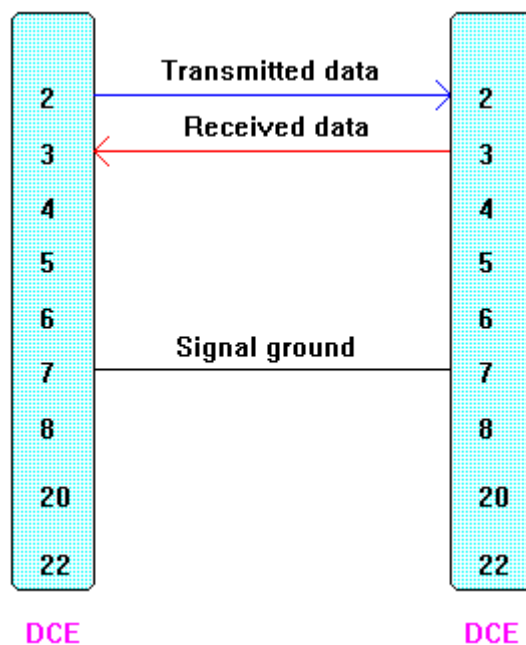 Transmitted data
2 2
Received data
3 3
4 4
5 5
6 6
Signal ground
7 7
8 8
20 20
22 22
DCE DCE